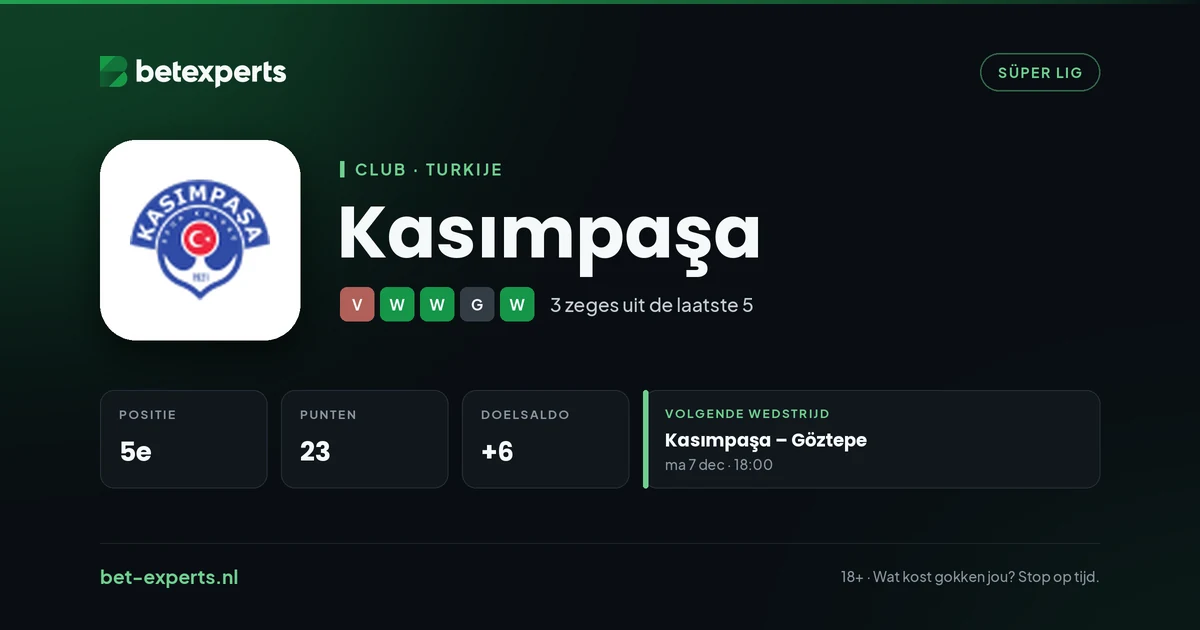 betexperts
SÜPER LIG
KASIMPAŞA
CLUB · TURKIJE
Kasımpaşa
V W W G W 3 zeges uit de laatste 5
POSITIE
5e
PUNTEN
23
DOELSALDO
+6
VOLGENDE WEDSTRIJD
Kasımpaşa – Göztepe
ma 7 dec · 18:00
bet-experts.nl
18+ · Wat kost gokken jou? Stop op tijd.